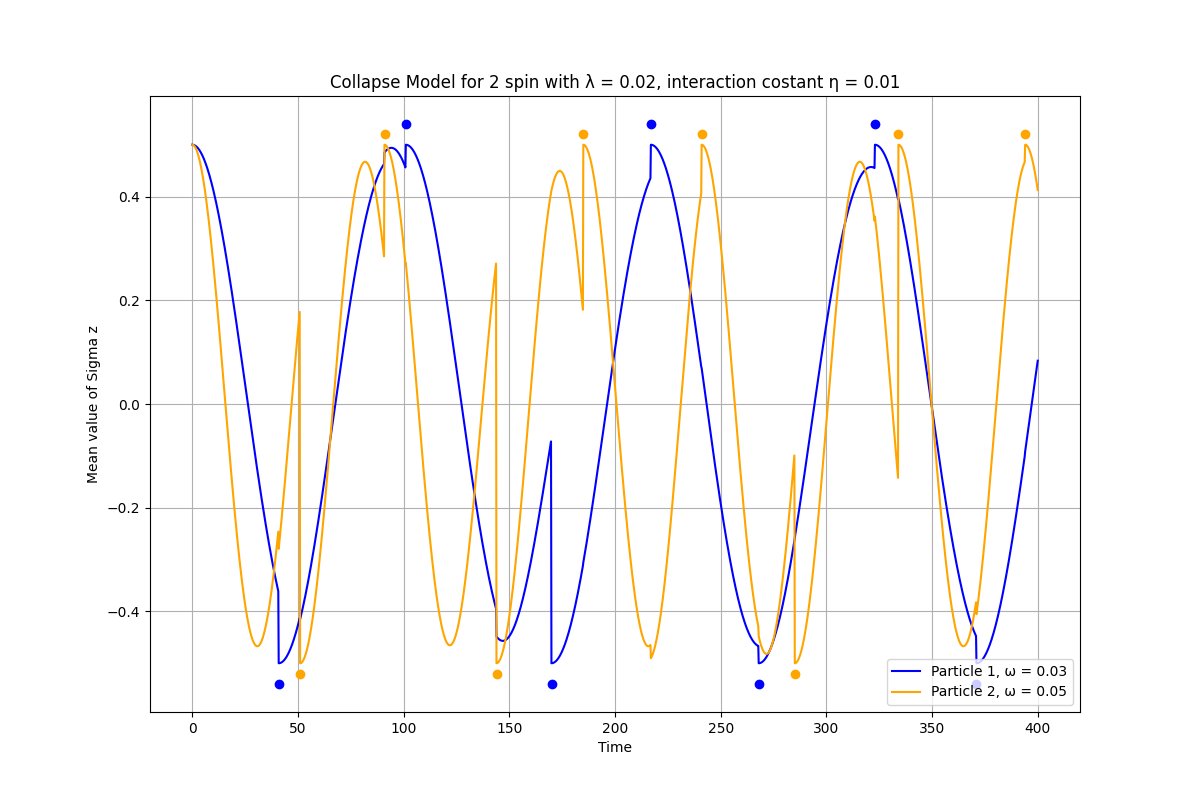 Collapse Model for 2 spin with λ = 0.02, interaction costant η = 0.01
Mean value of Sigma z
0.4
0.2
0.0
−0.2
−0.4
Particle 1, ω = 0.03
Particle 2, ω = 0.05
0 50 100 150 200 250 300 350 400
Time